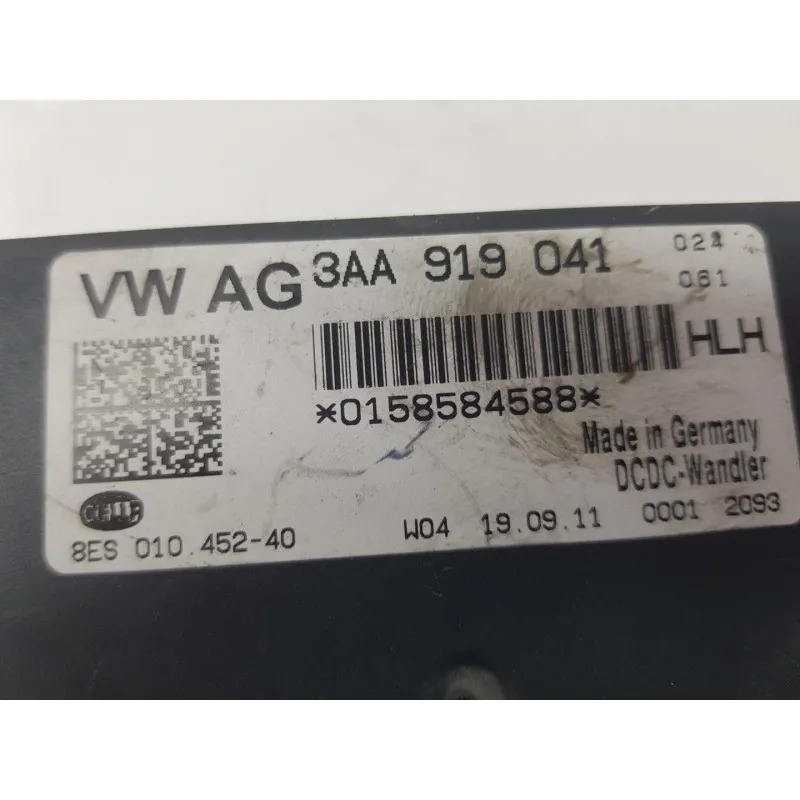 VW AG 3AA 919 041 024
061
HLH
*0158584588*
Made in Germany
DCDC-Wandler
HELLA
8ES 010.452-40 W04 19.09.11 0001 2093